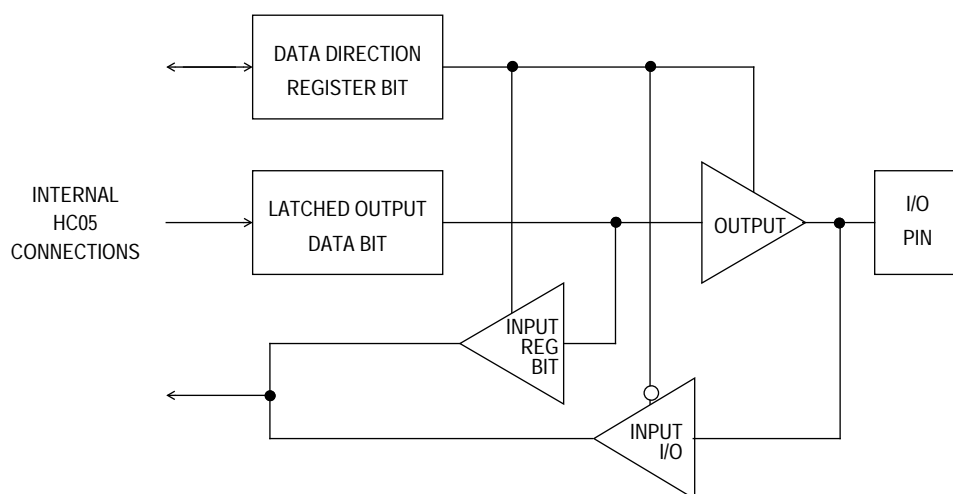 DATA DIRECTION
REGISTER BIT
INTERNAL
HC05
CONNECTIONS
LATCHED OUTPUT
DATA BIT
OUTPUT
I/O
PIN
INPUT
REG
BIT
INPUT
I/O